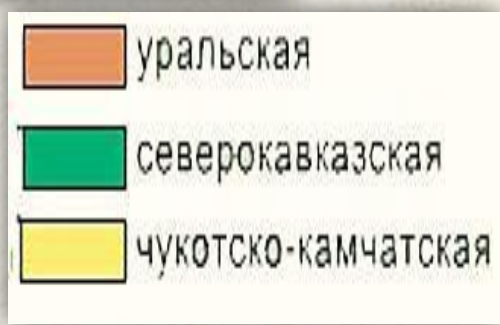 уральская
северокавказская
чукотско-камчатская